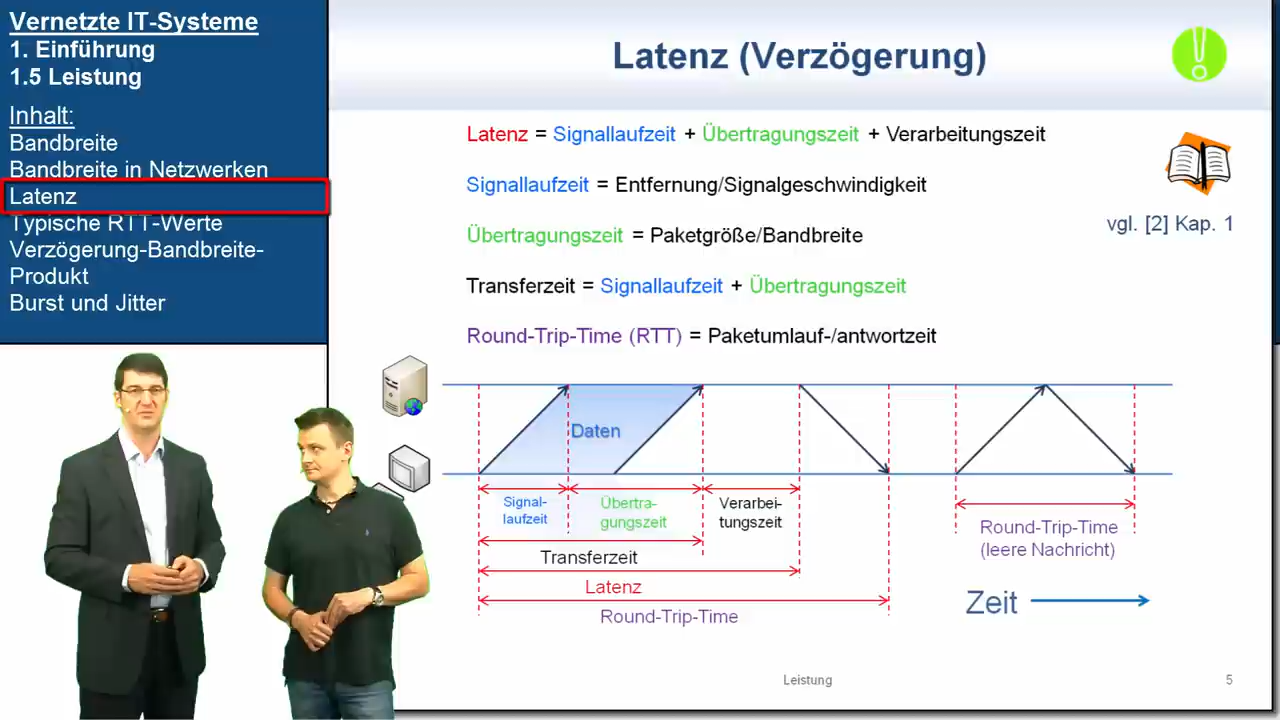 Vernetzte IT-Systeme
1. Einführung
1.5 Leistung
Inhalt:
Bandbreite
Bandbreite in Netzwerken
Latenz
Typische RTT-Werte
Verzögerung-Bandbreite-
Produkt
Burst und Jitter
Latenz (Verzögerung)
Latenz = Signallaufzeit + Übertragungszeit + Verarbeitungszeit
Signallaufzeit = Entfernung/Signalgeschwindigkeit
Übertragungszeit = Paketgröße/Bandbreite
Transferzeit = Signallaufzeit + Übertragungszeit
Round-Trip-Time (RTT) = Paketumlauf-/antwortzeit
vgl. [2] Kap. 1
Daten
Signal-
laufzeit
Übertra-
gungszeit
Verarbei-
tungszeit
Transferzeit
Latenz
Round-Trip-Time
Round-Trip-Time
(leere Nachricht)
Zeit
Leistung
5